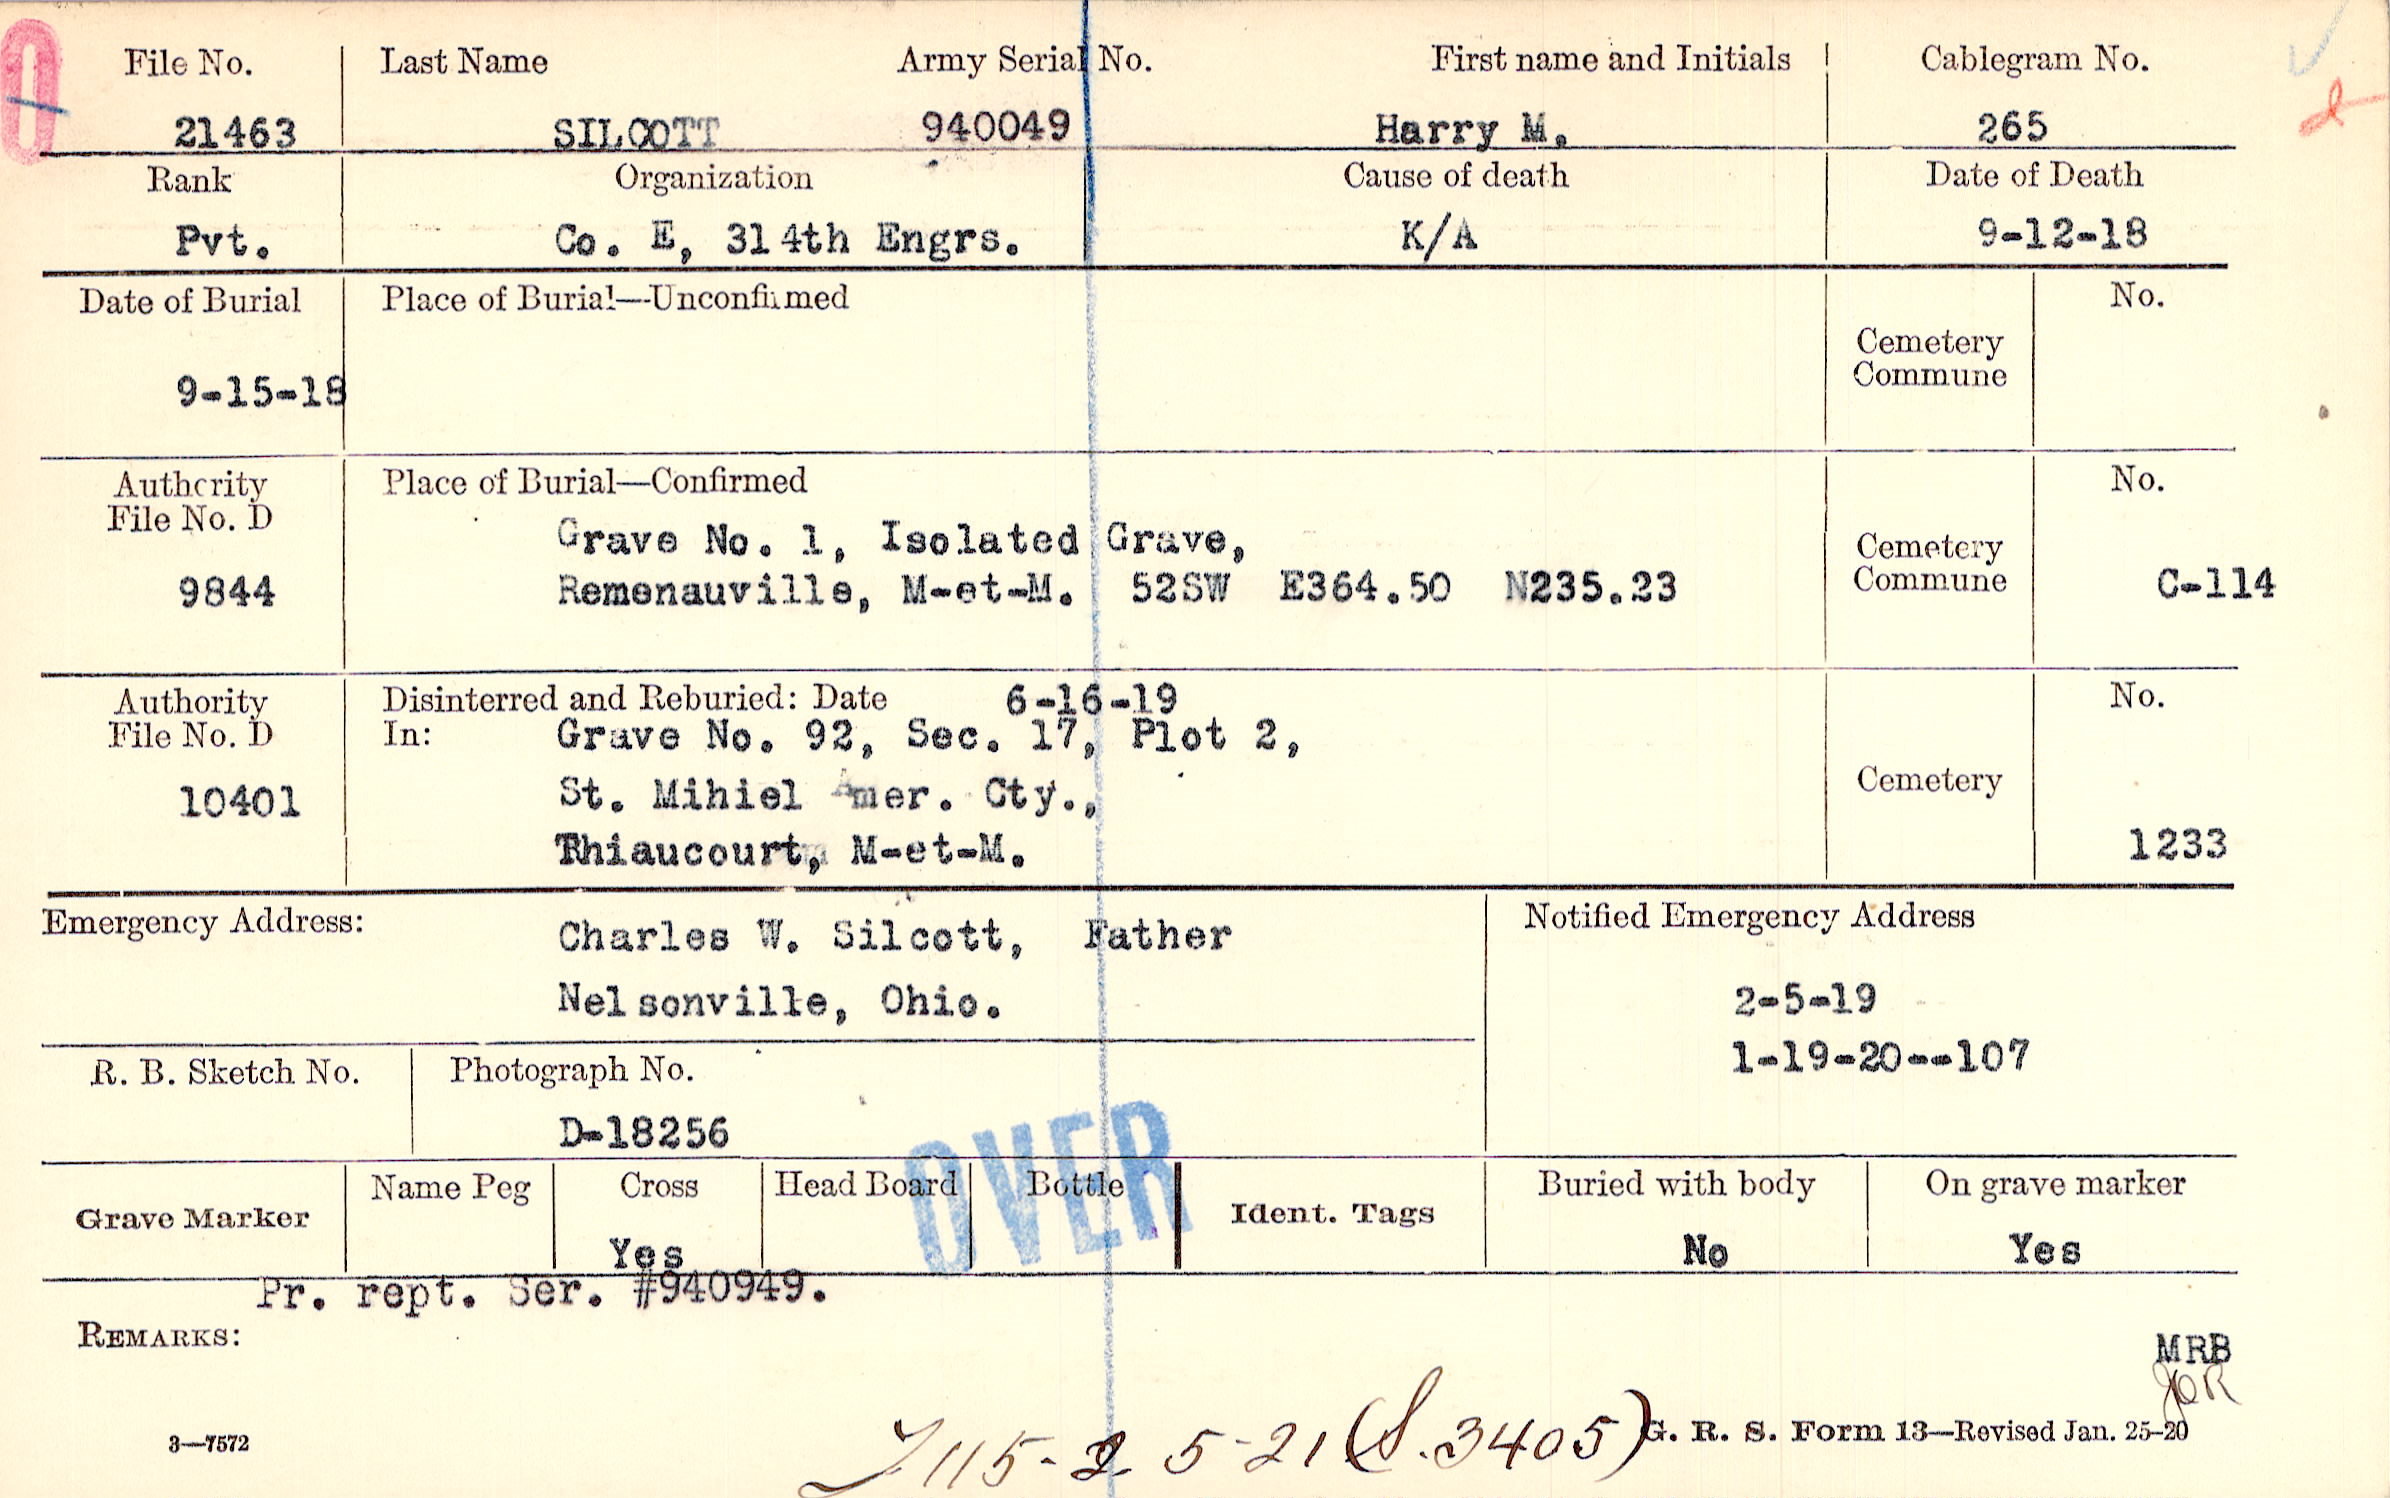 File No. Last Name Army Serial No. First name and Initials Cablegram No.
21463 SILCOTT 940049 Harry M. 265
Rank Organization Cause of death Date of Death
Pvt. Co. E, 314th Engrs. K/A 9-12-18
Date of Burial Place of Burial—Unconfirmed No.
Cemetery
Commune
9-15-18
Authority Place of Burial—Confirmed No.
File No. D
Grave No. 1, Isolated Grave,
Cemetery
Commune
9844 Remenauville, M-et-M. 52SW E364.50 N235.23 C-114
Authority Disinterred and Reburied: Date 6-16-19 No.
File No. D In: Grave No. 92, Sec. 17, Plot 2,
10401 St. Mihiel Amer. Cty., Cemetery
Thiaucourt, M-et-M. 1233
Emergency Address: Charles W. Silcott, Father Notified Emergency Address
Nelsonville, Ohio. 2-5-19
1-19-20--107
R. B. Sketch No. Photograph No.
D-18256
OVER
Grave Marker Name Peg Cross Head Board Bottle Ident. Tags Buried with body On grave marker
Yes No Yes
Pr. rept. Ser. #940949.
REMARKS:
MRB
JOR
3—7572 G. R. S. Form 13—Revised Jan. 25-20
115-2 5-21 (S.3405)